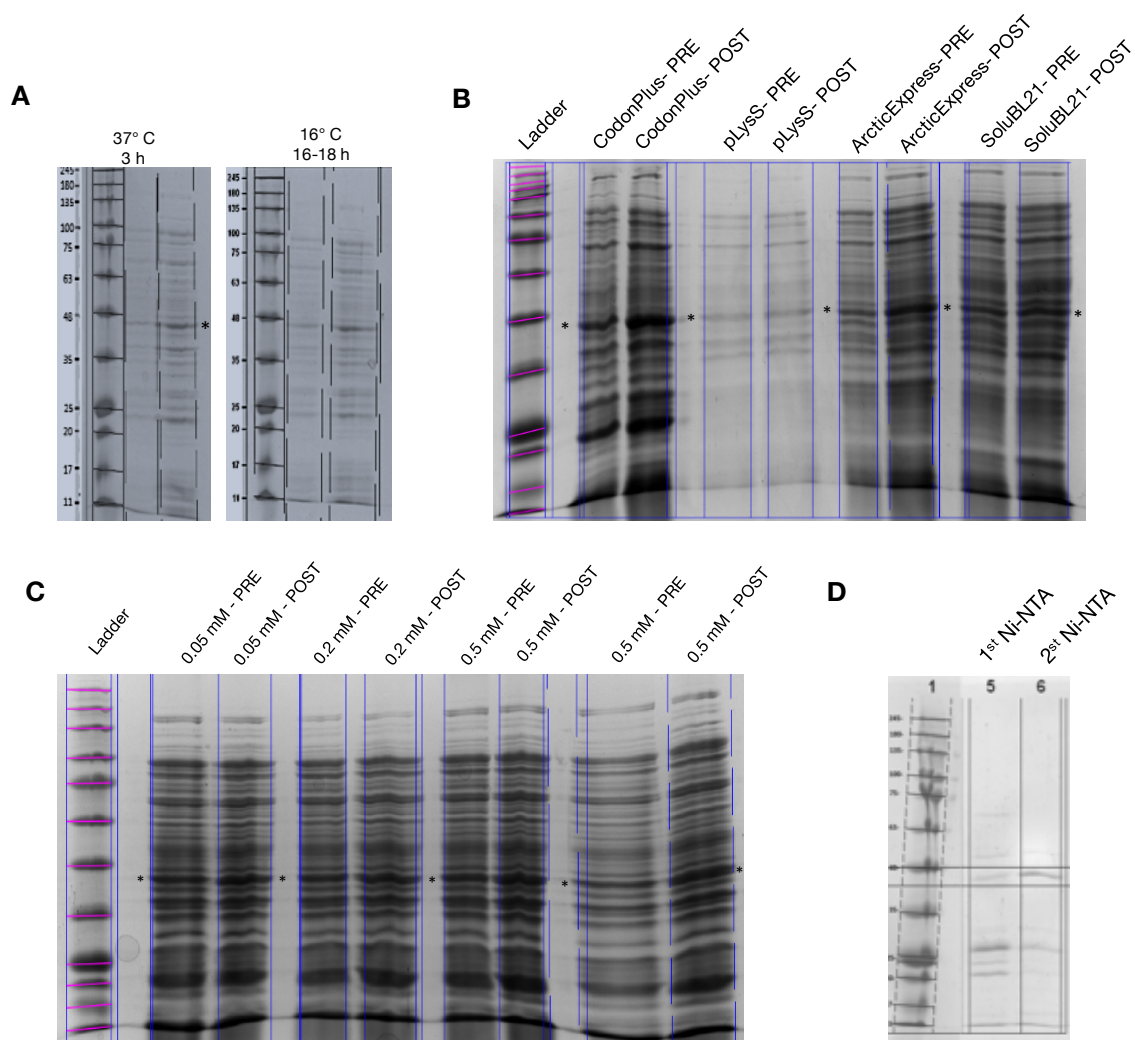 A
37° C
3 h
16° C
16-18 h
245
180
135
100
75
63
48
35
25
20
17
11
*
245
180
135
100
75
63
48
35
25
20
17
11
B
Ladder
CodonPlus- PRE
CodonPlus- POST
pLysS- PRE
pLysS- POST
ArcticExpress- PRE
ArcticExpress- POST
SoluBL21- PRE
SoluBL21- POST
* * * * *
C
Ladder
0.05 mM - PRE
0.05 mM - POST
0.2 mM - PRE
0.2 mM - POST
0.5 mM - PRE
0.5 mM - POST
0.5 mM - PRE
0.5 mM - POST
* * * * *
D
1st Ni-NTA
2st Ni-NTA
1 5 6